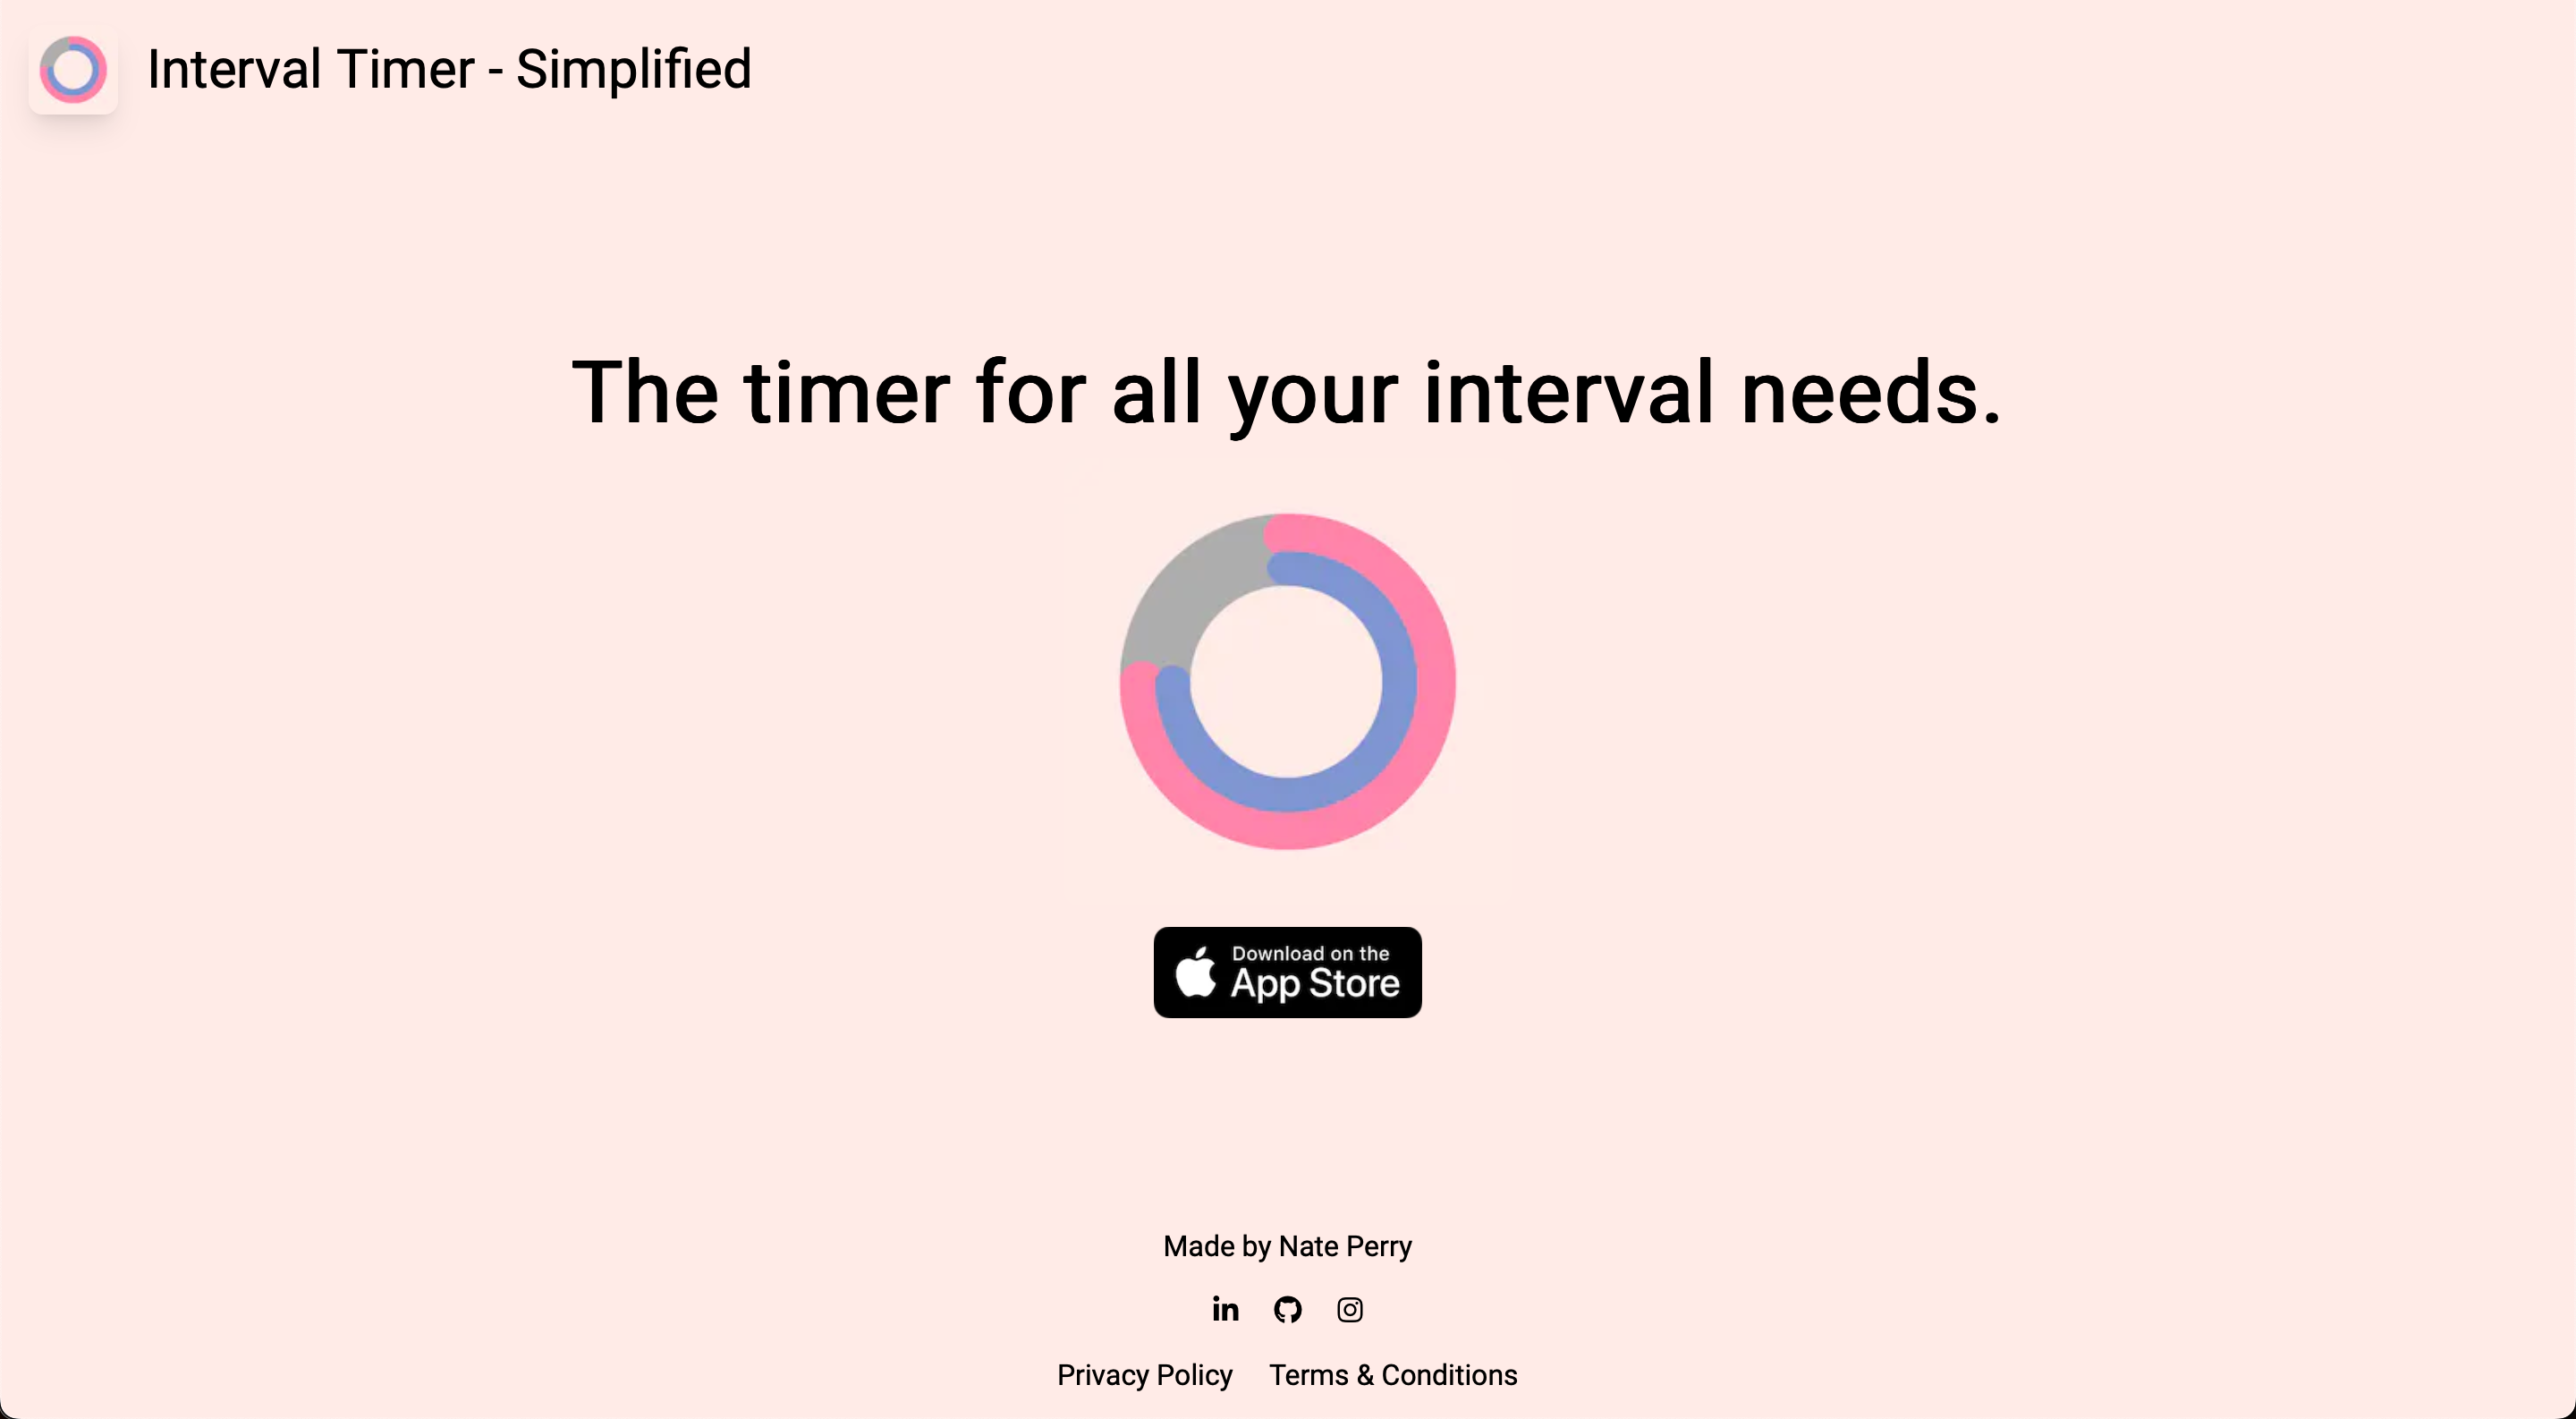 Interval Timer - Simplified
The timer for all your interval needs.
Download on the
App Store
Made by Nate Perry
in
Privacy Policy Terms & Conditions